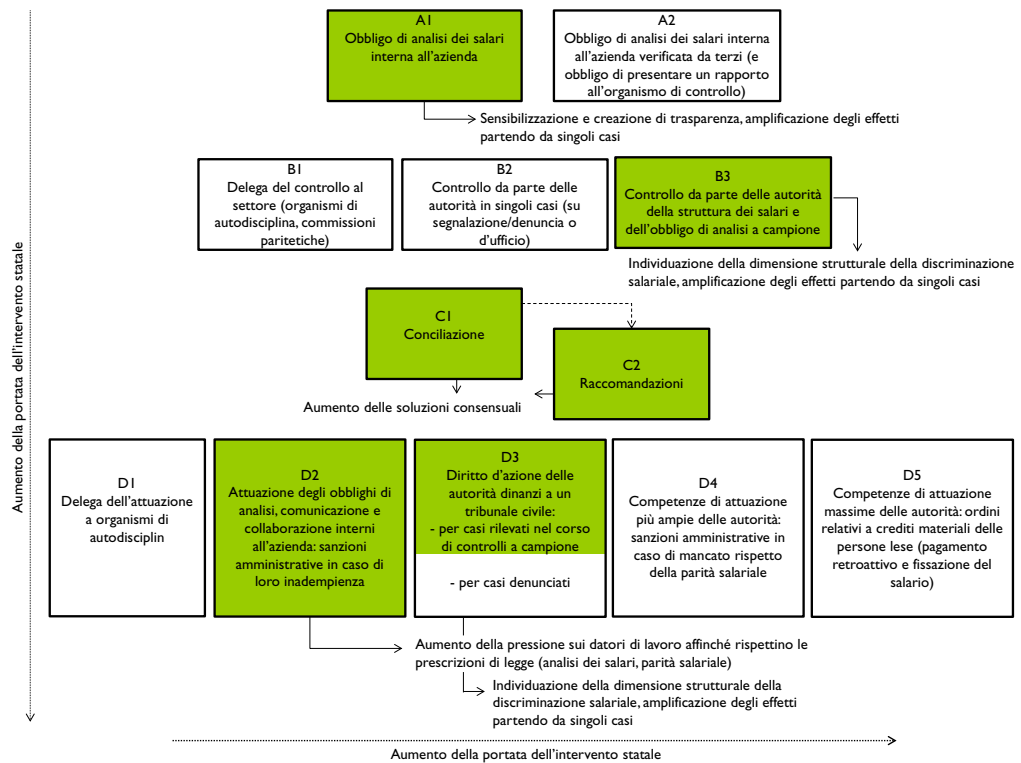 A1
Obbligo di analisi dei salari
interna all'azienda
A2
Obbligo di analisi dei salari interna
all'azienda verificata da terzi (e
obbligo di presentare un rapporto
all'organismo di controllo)
Sensibilizzazione e creazione di trasparenza, amplificazione degli effetti
partendo da singoli casi
B1
Delega del controllo al
settore (organismi di
autodisciplina, commissioni
paritetiche)
B2
Controllo da parte delle
autorità in singoli casi (su
segnalazione/denuncia o
d'ufficio)
B3
Controllo da parte delle autorità
della struttura dei salari e
dell'obbligo di analisi a campione
Individuazione della dimensione strutturale della discriminazione
salariale, amplificazione degli effetti partendo da singoli casi
C1
Conciliazione
C2
Raccomandazioni
Aumento delle soluzioni consensuali
D1
Delega dell'attuazione
a organismi di
autodisciplin
D2
Attuazione degli obblighi di
analisi, comunicazione e
collaborazione interni
all'azienda: sanzioni
amministrative in caso di
loro inadempienza
D3
Diritto d'azione delle
autorità dinanzi a un
tribunale civile:
- per casi rilevati nel corso
di controlli a campione
- per casi denunciati
D4
Competenze di attuazione
più ampie delle autorità:
sanzioni amministrative in
caso di mancato rispetto
della parità salariale
D5
Competenze di attuazione
massime delle autorità: ordini
relativi a crediti materiali delle
persone lese (pagamento
retroattivo e fissazione del
salario)
Aumento della pressione sui datori di lavoro affinché rispettino le
prescrizioni di legge (analisi dei salari, parità salariale)
Individuazione della dimensione strutturale della
discriminazione salariale, amplificazione degli effetti
partendo da singoli casi
Aumento della portata dell'intervento statale
Aumento della portata dell'intervento statale